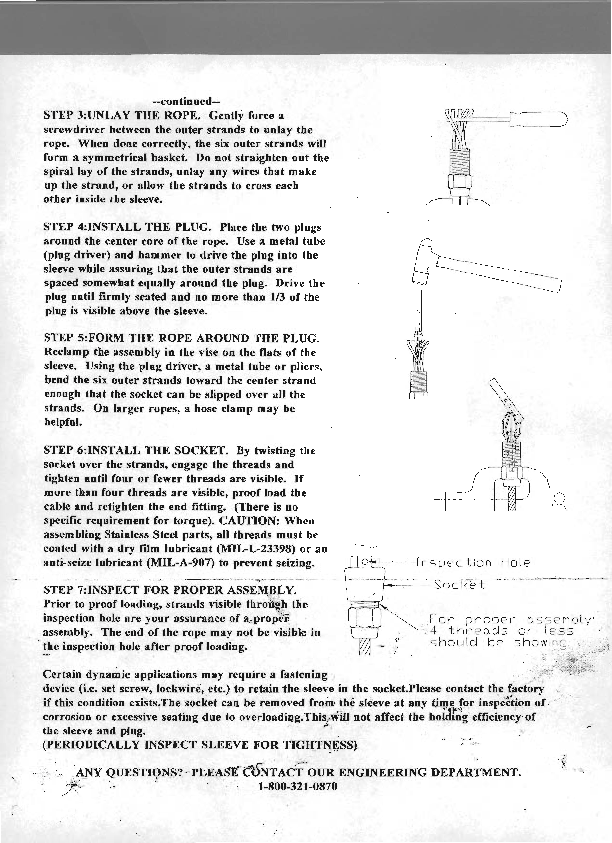 --continued--
STEP 3:UNLAY THE ROPE. Gently force a
screwdriver between the outer strands to unlay the
rope. When done correctly, the six outer strands will
form a symmetrical basket. Do not straighten out the
spiral lay of the strands, unlay any wires that make
up the strand, or allow the strands to cross each
other inside the sleeve.
STEP 4:INSTALL THE PLUG. Place the two plugs
around the center core of the rope. Use a metal tube
(plug driver) and hammer to drive the plug into the
sleeve while assuring that the outer strands are
spaced somewhat equally around the plug. Drive the
plug until firmly seated and no more than 1/3 of the
plug is visible above the sleeve.
STEP 5:FORM THE ROPE AROUND THE PLUG.
Reclamp the assembly in the vise on the flats of the
sleeve. Using the plug driver, a metal tube or pliers,
bend the six outer strands toward the center strand
enough that the socket can be slipped over all the
strands. On larger ropes, a hose clamp may be
helpful.
STEP 6:INSTALL THE SOCKET. By twisting the
socket over the strands, engage the threads and
tighten until four or fewer threads are visible. If
more than four threads are visible, proof load the
cable and retighten the end fitting. (There is no
specific requirement for torque). CAUTION: When
assembling Stainless Steel parts, all threads must be
coated with a dry film lubricant (MIL-L-23398) or an
anti-seize lubricant (MIL-A-907) to prevent seizing.
Inspection Hole
Socket
For proper assembly
4 threads or less
should be showing
STEP 7:INSPECT FOR PROPER ASSEMBLY.
Prior to proof loading, strands visible through the
inspection hole are your assurance of a proper
assembly. The end of the rope may not be visible in
the inspection hole after proof loading.
Certain dynamic applications may require a fastening
device (i.e. set screw, lockwire, etc.) to retain the sleeve in the socket.Please contact the factory
if this condition exists.The socket can be removed from the sleeve at any time for inspection of
corrosion or excessive seating due to overloading.This will not affect the holding efficiency of
the sleeve and plug.
(PERIODICALLY INSPECT SLEEVE FOR TIGHTNESS)
ANY QUESTIONS? PLEASE CONTACT OUR ENGINEERING DEPARTMENT.
1-800-321-0870